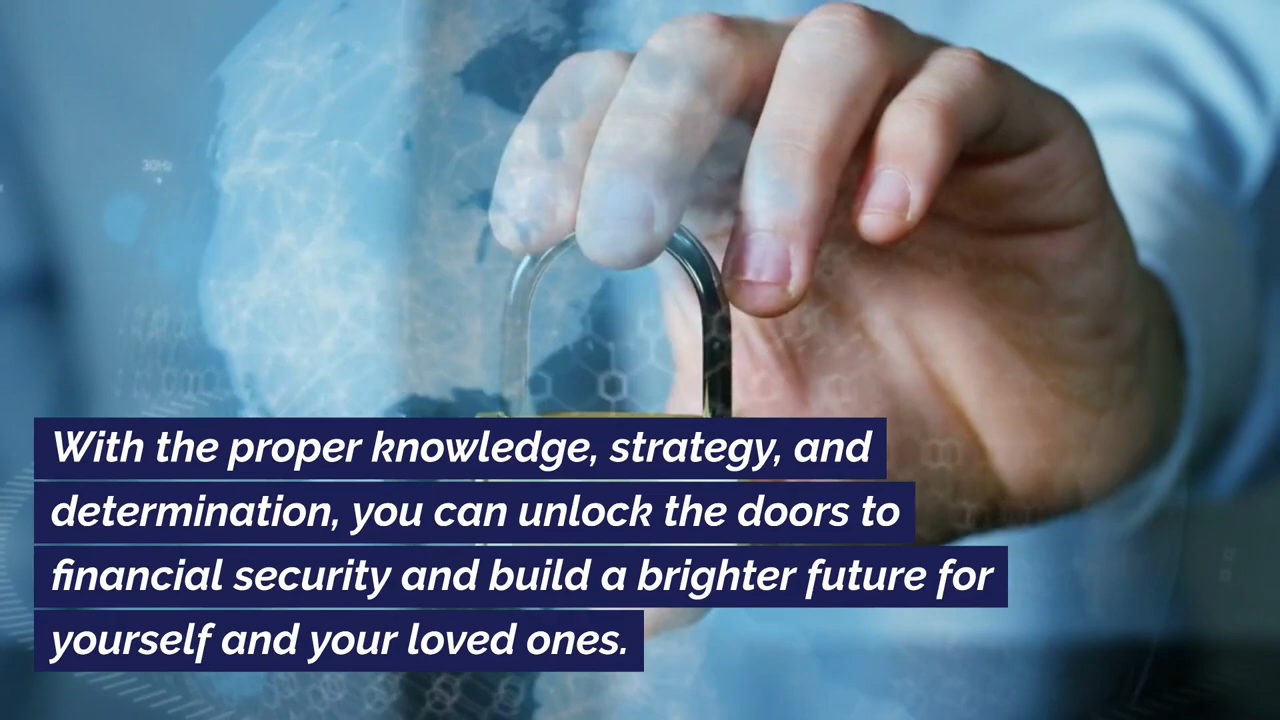 30Hz
With the proper knowledge, strategy, and
determination, you can unlock the doors to
financial security and build a brighter future for
yourself and your loved ones.